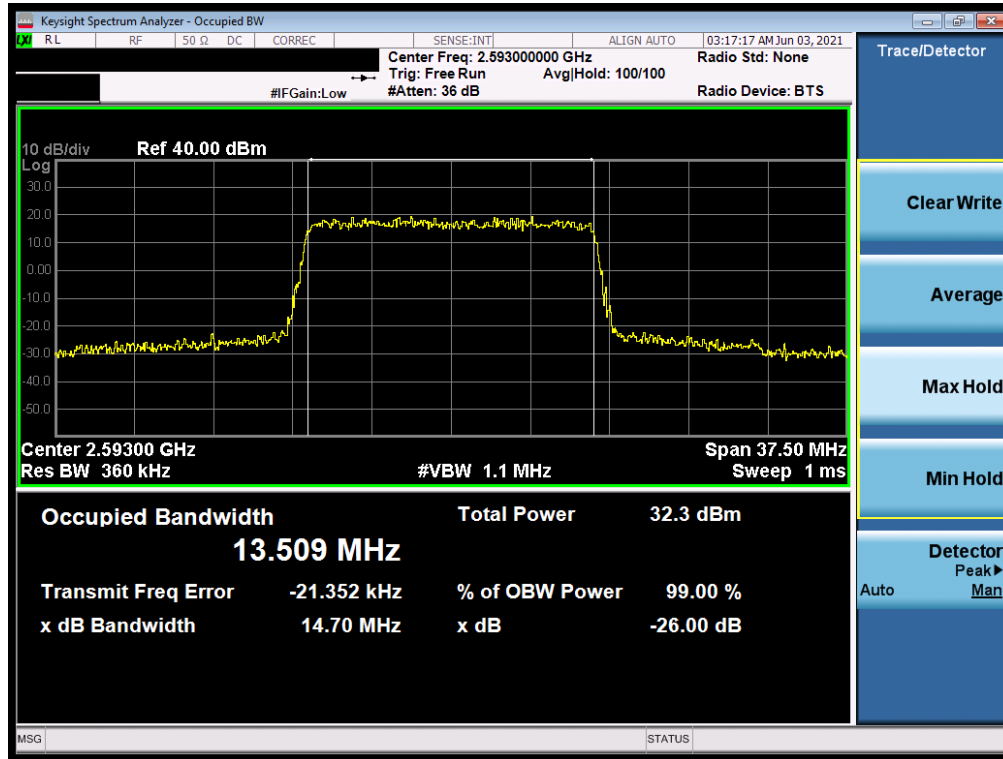 Keysight Spectrum Analyzer - Occupied BW
LXI RL RF 50 Ω DC CORREC SENSE:INT ALIGN AUTO 03:17:17 AM Jun 03, 2021
Center Freq: 2.593000000 GHz Radio Std: None
Trig: Free Run Avg|Hold: 100/100
#IFGain:Low #Atten: 36 dB Radio Device: BTS
10 dB/div Ref 40.00 dBm
Log
30.0
20.0
10.0
0.00
-10.0
-20.0
-30.0
-40.0
-50.0
Center 2.59300 GHz Span 37.50 MHz
Res BW 360 kHz #VBW 1.1 MHz Sweep 1 ms
Occupied Bandwidth Total Power 32.3 dBm
13.509 MHz
Transmit Freq Error -21.352 kHz % of OBW Power 99.00 %
x dB Bandwidth 14.70 MHz x dB -26.00 dB
MSG STATUS
Trace/Detector
Clear Write
Average
Max Hold
Min Hold
Detector
Peak▶
Auto Man